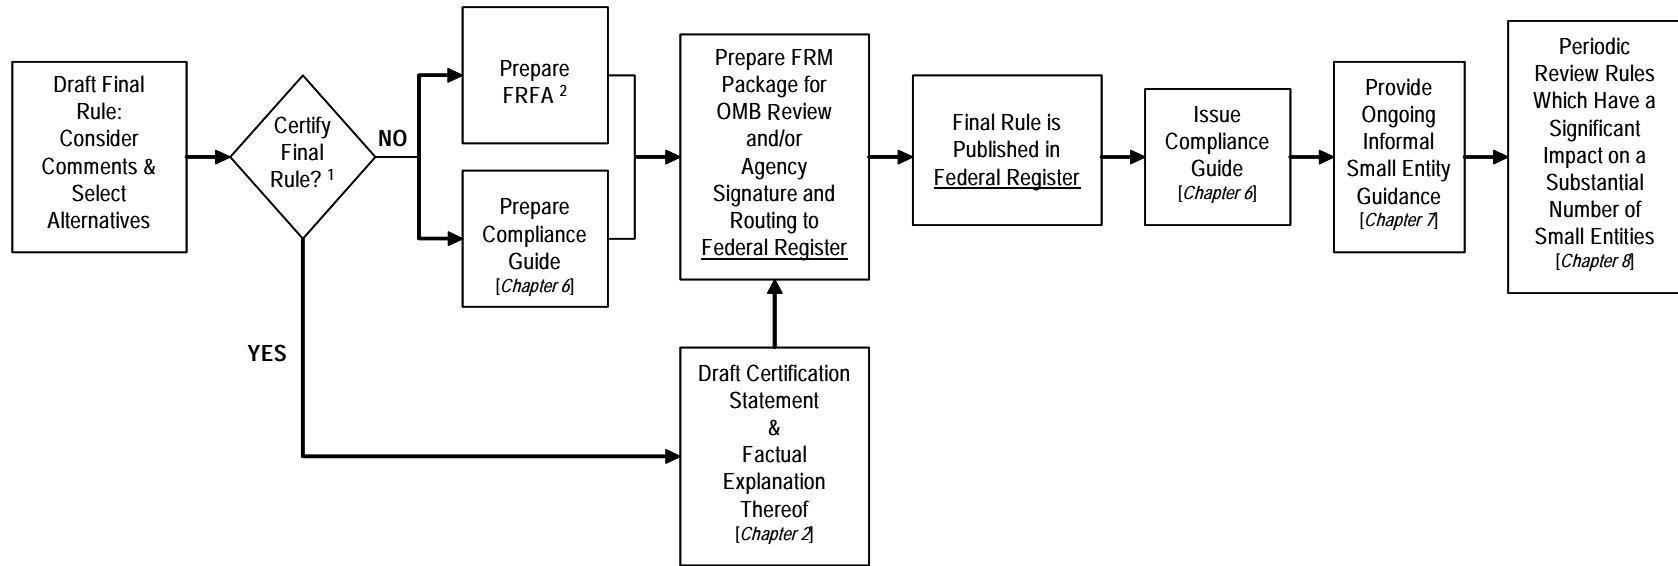 Draft Final
Rule:
Consider
Comments &
Select
Alternatives
Certify
Final
Rule? 1
NO
YES
Prepare
FRFA 2
Prepare
Compliance
Guide
[Chapter 6]
Prepare FRM
Package for
OMB Review
and/or
Agency
Signature and
Routing to
Federal Register
Draft Certification
Statement
&
Factual
Explanation
Thereof
[Chapter 2]
Final Rule is
Published in
Federal Register
Issue
Compliance
Guide
[Chapter 6]
Provide
Ongoing
Informal
Small Entity
Guidance
[Chapter 7]
Periodic
Review Rules
Which Have a
Significant
Impact on a
Substantial
Number of
Small Entities
[Chapter 8]